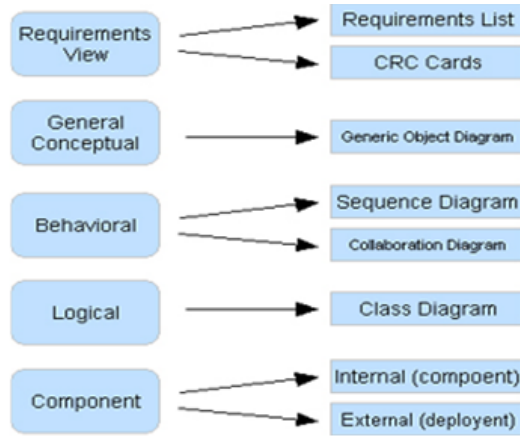 Requirements
View
Requirements List
CRC Cards
General
Conceptual
Generic Object Diagram
Behavioral
Sequence Diagram
Collaboration Diagram
Logical
Class Diagram
Component
Internal (compoent)
External (deployent)